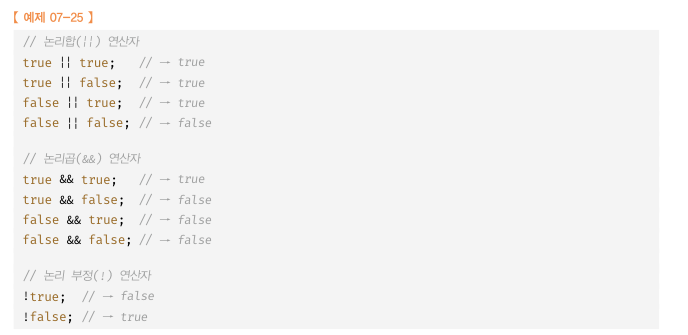 【 예제 07-25 】
// 논리합(||) 연산자
true || true;   // → true
true || false;  // → true
false || true;  // → true
false || false; // → false
// 논리곱(&&) 연산자
true && true;   // → true
true && false;  // → false
false && true;  // → false
false && false; // → false
// 논리 부정(!) 연산자
!true;  // → false
!false; // → true